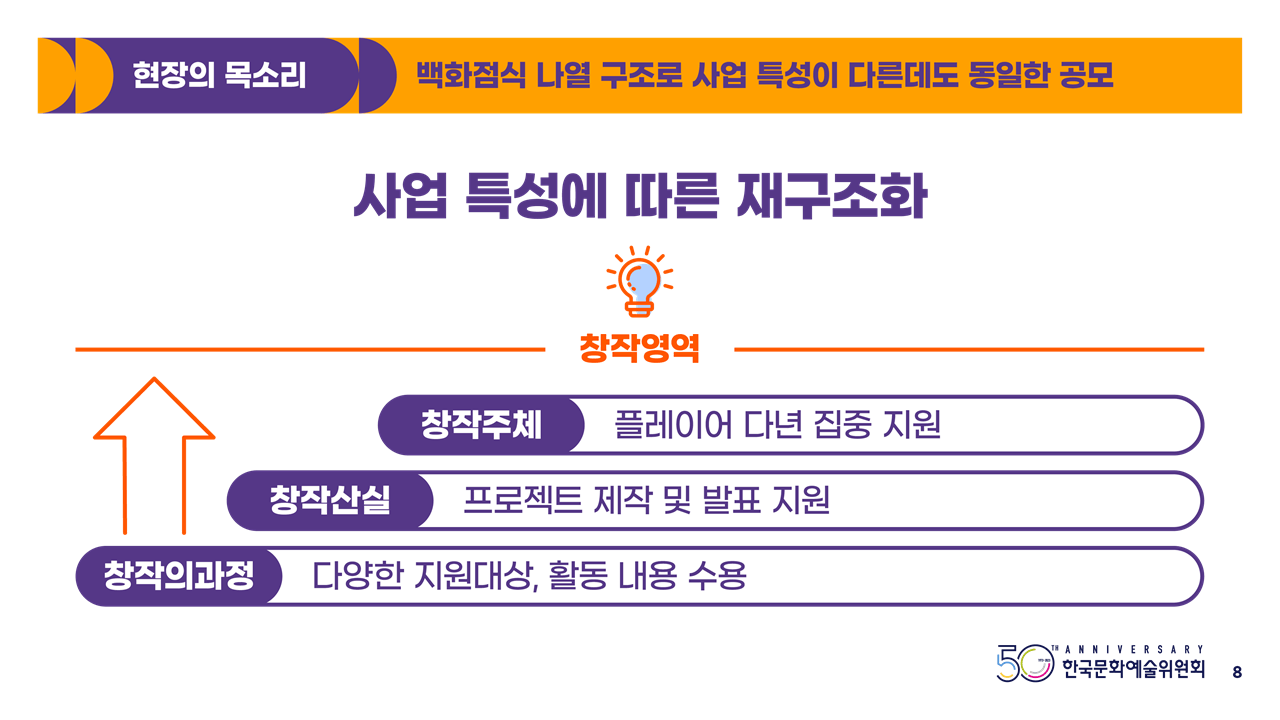 현장의 목소리
백화점식 나열 구조로 사업 특성이 다른데도 동일한 공모
사업 특성에 따른 재구조화
창작영역
창작주체 플레이어 다년 집중 지원
창작산실 프로젝트 제작 및 발표 지원
창작의과정 다양한 지원대상, 활동 내용 수용
50TH ANNIVERSARY
한국문화예술위원회
8